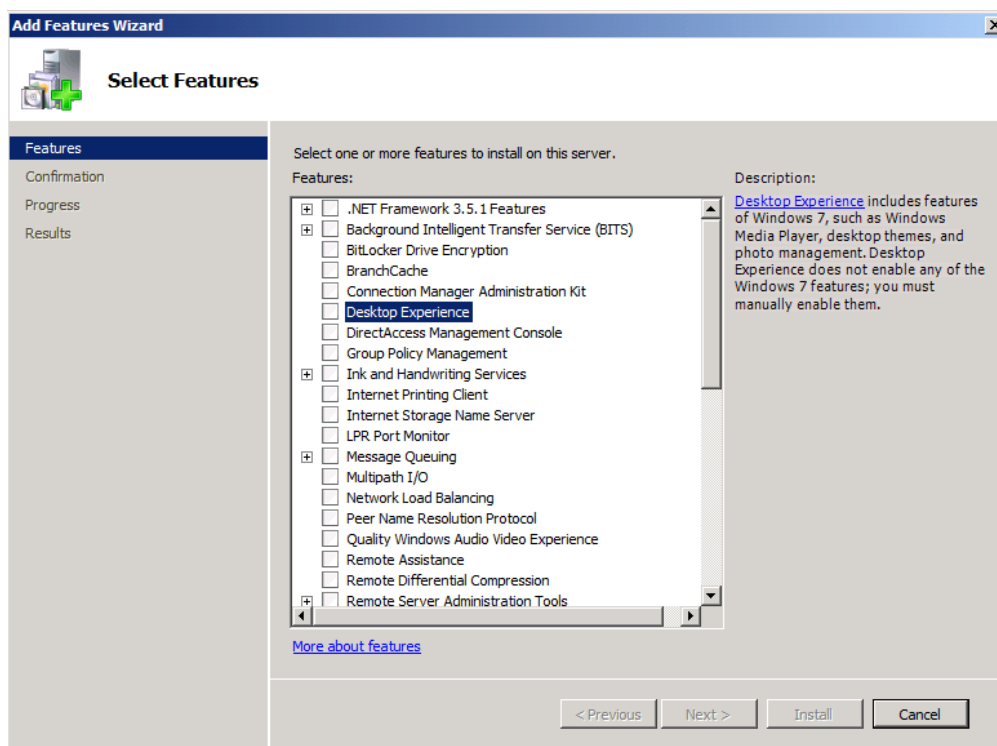 Add Features Wizard
Select Features
Features
Confirmation
Progress
Results
Select one or more features to install on this server.
Features:
.NET Framework 3.5.1 Features
Background Intelligent Transfer Service (BITS)
BitLocker Drive Encryption
BranchCache
Connection Manager Administration Kit
Desktop Experience
DirectAccess Management Console
Group Policy Management
Ink and Handwriting Services
Internet Printing Client
Internet Storage Name Server
LPR Port Monitor
Message Queuing
Multipath I/O
Network Load Balancing
Peer Name Resolution Protocol
Quality Windows Audio Video Experience
Remote Assistance
Remote Differential Compression
Remote Server Administration Tools
More about features
Description:
Desktop Experience includes features
of Windows 7, such as Windows
Media Player, desktop themes, and
photo management. Desktop
Experience does not enable any of the
Windows 7 features; you must
manually enable them.
< Previous
Next >
Install
Cancel